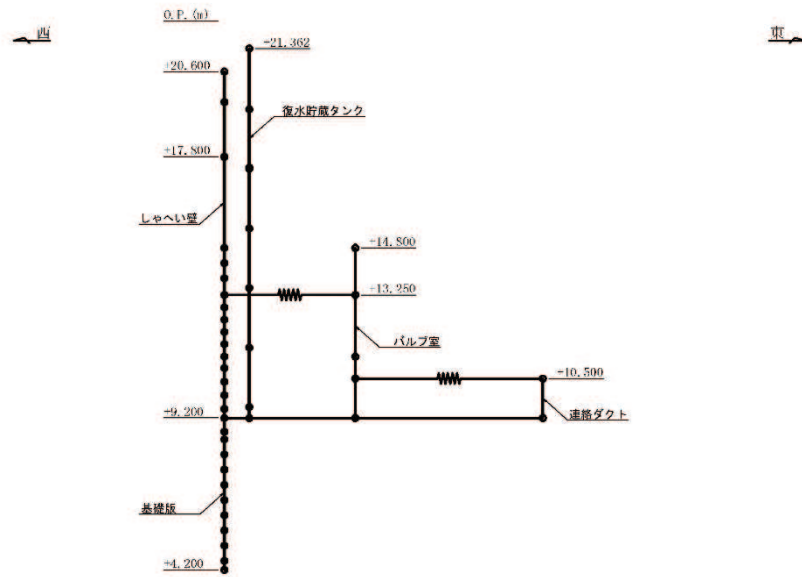 O.P. (m)
西
東
+21.362
+20.600
復水貯蔵タンク
+17.800
しゃへい壁
+14.800
+13.250
バルブ室
+10.500
+9.200
連絡ダクト
基礎版
+4.200